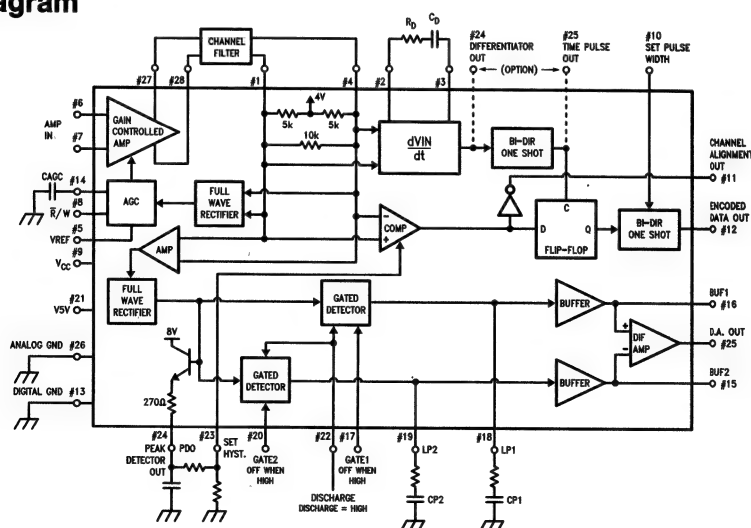 agram
CHANNEL
FILTER
RD
CD
#24
DIFFERENTIATOR
OUT
(OPTION)
#25
TIME PULSE
OUT
#10
SET PULSE
WIDTH
#27
#28
#1
#4
#2
#3
#6
AMP
IN
#7
GAIN
CONTROLLED
AMP
4V
5k
5k
10k
dVIN
dt
BI-DIR
ONE SHOT
CHANNEL
ALIGNMENT
OUT
#11
CAGC
#14
#8
R̅/W
#5
VREF
#9
VCC
AGC
FULL
WAVE
RECTIFIER
AMP
-
COMP
+
C
D
Q
FLIP-FLOP
BI-DIR
ONE SHOT
ENCODED
DATA OUT
#12
#21
V5V
FULL
WAVE
RECTIFIER
GATED
DETECTOR
BUFFER
BUF1
#16
ANALOG GND #26
8V
GATED
DETECTOR
BUFFER
+
DIF
AMP
-
D.A. OUT
#25
BUF2
#15
DIGITAL GND #13
270Ω
#24
PEAK
DETECTOR
OUT
PDO
#23
SET
HYST.
#20
GATE2
OFF WHEN
HIGH
#22
#17
GATE1
OFF WHEN
HIGH
DISCHARGE
DISCHARGE = HIGH
#19
LP2
CP2
#18
LP1
CP1